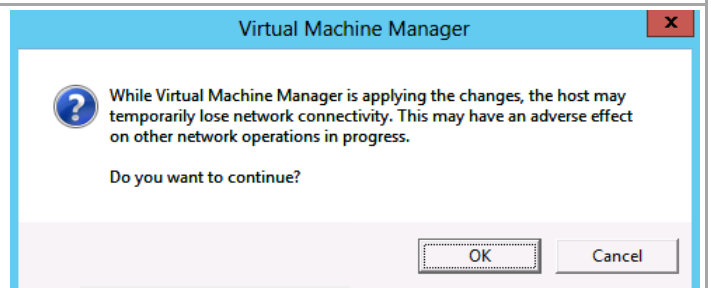 Virtual Machine Manager
x
While Virtual Machine Manager is applying the changes, the host may
temporarily lose network connectivity. This may have an adverse effect
on other network operations in progress.
Do you want to continue?
OK
Cancel